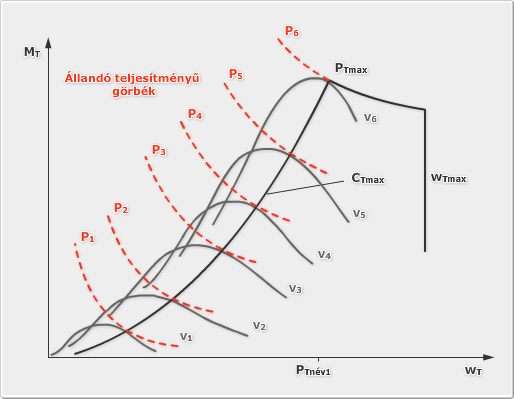 P6
MT
PTmax
Állandó teljesítményű
görbék
P5
P4
v6
P3
CTmax
wTmax
P2
v5
P1
v4
v3
v2
v1
PTnév1
wT